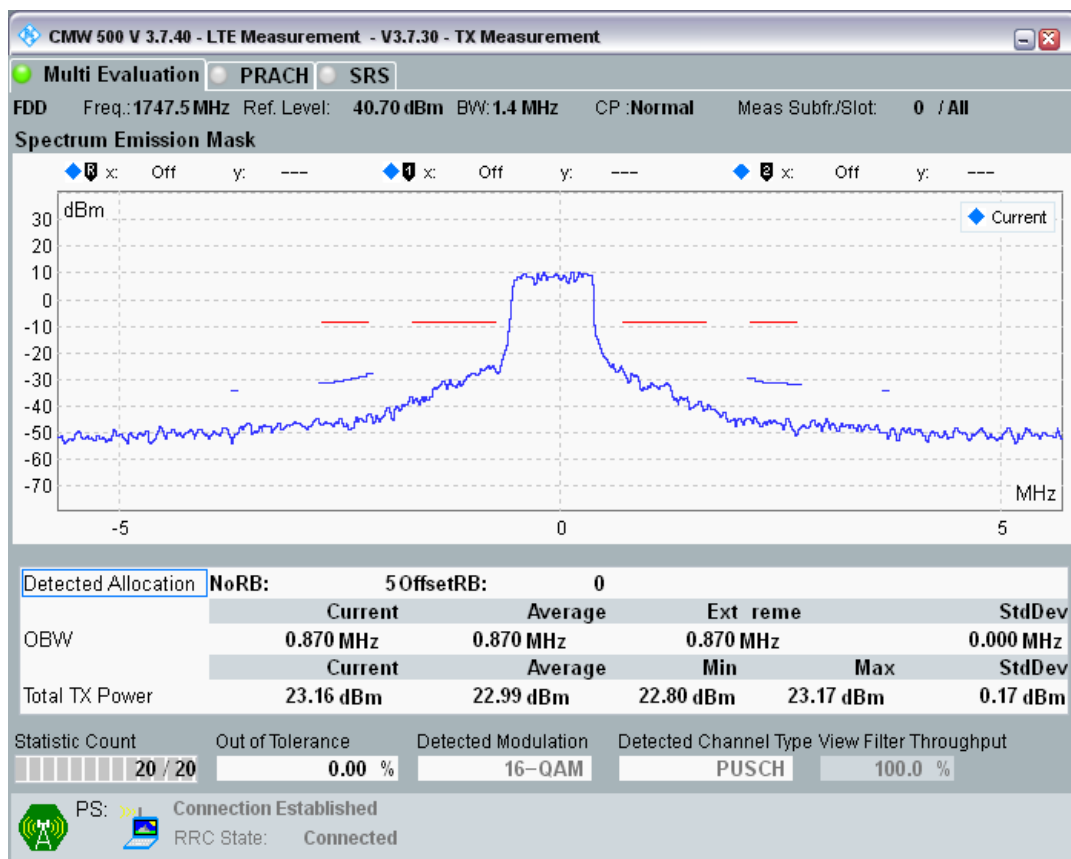 CMW 500 V 3.7.40 - LTE Measurement - V3.7.30 - TX Measurement
Multi Evaluation PRACH SRS
FDD Freq.: 1747.5 MHz Ref. Level: 40.70 dBm BW: 1.4 MHz CP :Normal Meas Subfr./Slot: 0 / All
Spectrum Emission Mask
R x: Off y: --- 1 x: Off y: --- 2 x: Off y: ---
dBm
Current
30
20
10
0
-10
-20
-30
-40
-50
-60
-70
MHz
-5 0 5
Detected Allocation NoRB: 5 OffsetRB: 0
Current Average Ext reme StdDev
OBW 0.870 MHz 0.870 MHz 0.870 MHz 0.000 MHz
Current Average Min Max StdDev
Total TX Power 23.16 dBm 22.99 dBm 22.80 dBm 23.17 dBm 0.17 dBm
Statistic Count Out of Tolerance Detected Modulation Detected Channel Type View Filter Throughput
20 / 20 0.00 % 16-QAM PUSCH 100.0 %
PS: Connection Established
RRC State: Connected